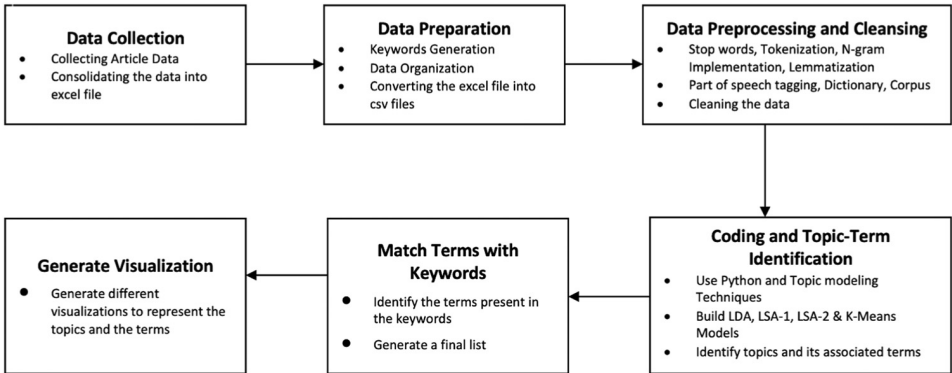 Data Collection
Collecting Article Data
Consolidating the data into
excel file
Data Preparation
Keywords Generation
Data Organization
Converting the excel file into
csv files
Data Preprocessing and Cleansing
Stop words, Tokenization, N-gram
Implementation, Lemmatization
Part of speech tagging, Dictionary, Corpus
Cleaning the data
Coding and Topic-Term
Identification
Use Python and Topic modeling
Techniques
Build LDA, LSA-1, LSA-2 & K-Means
Models
Identify topics and its associated terms
Match Terms with
Keywords
Identify the terms present in
the keywords
Generate a final list
Generate Visualization
Generate different
visualizations to represent the
topics and the terms